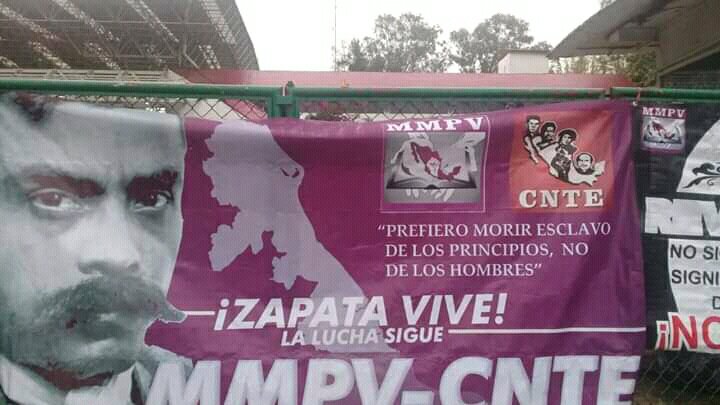 MMPV
CNTE
"PREFIERO MORIR ESCLAVO
DE LOS PRINCIPIOS, NO
DE LOS HOMBRES"
¡ZAPATA VIVE!
LA LUCHA SIGUE
MMPV-CNTE
MMPV
NO SI
SIGNI
D
¡NO